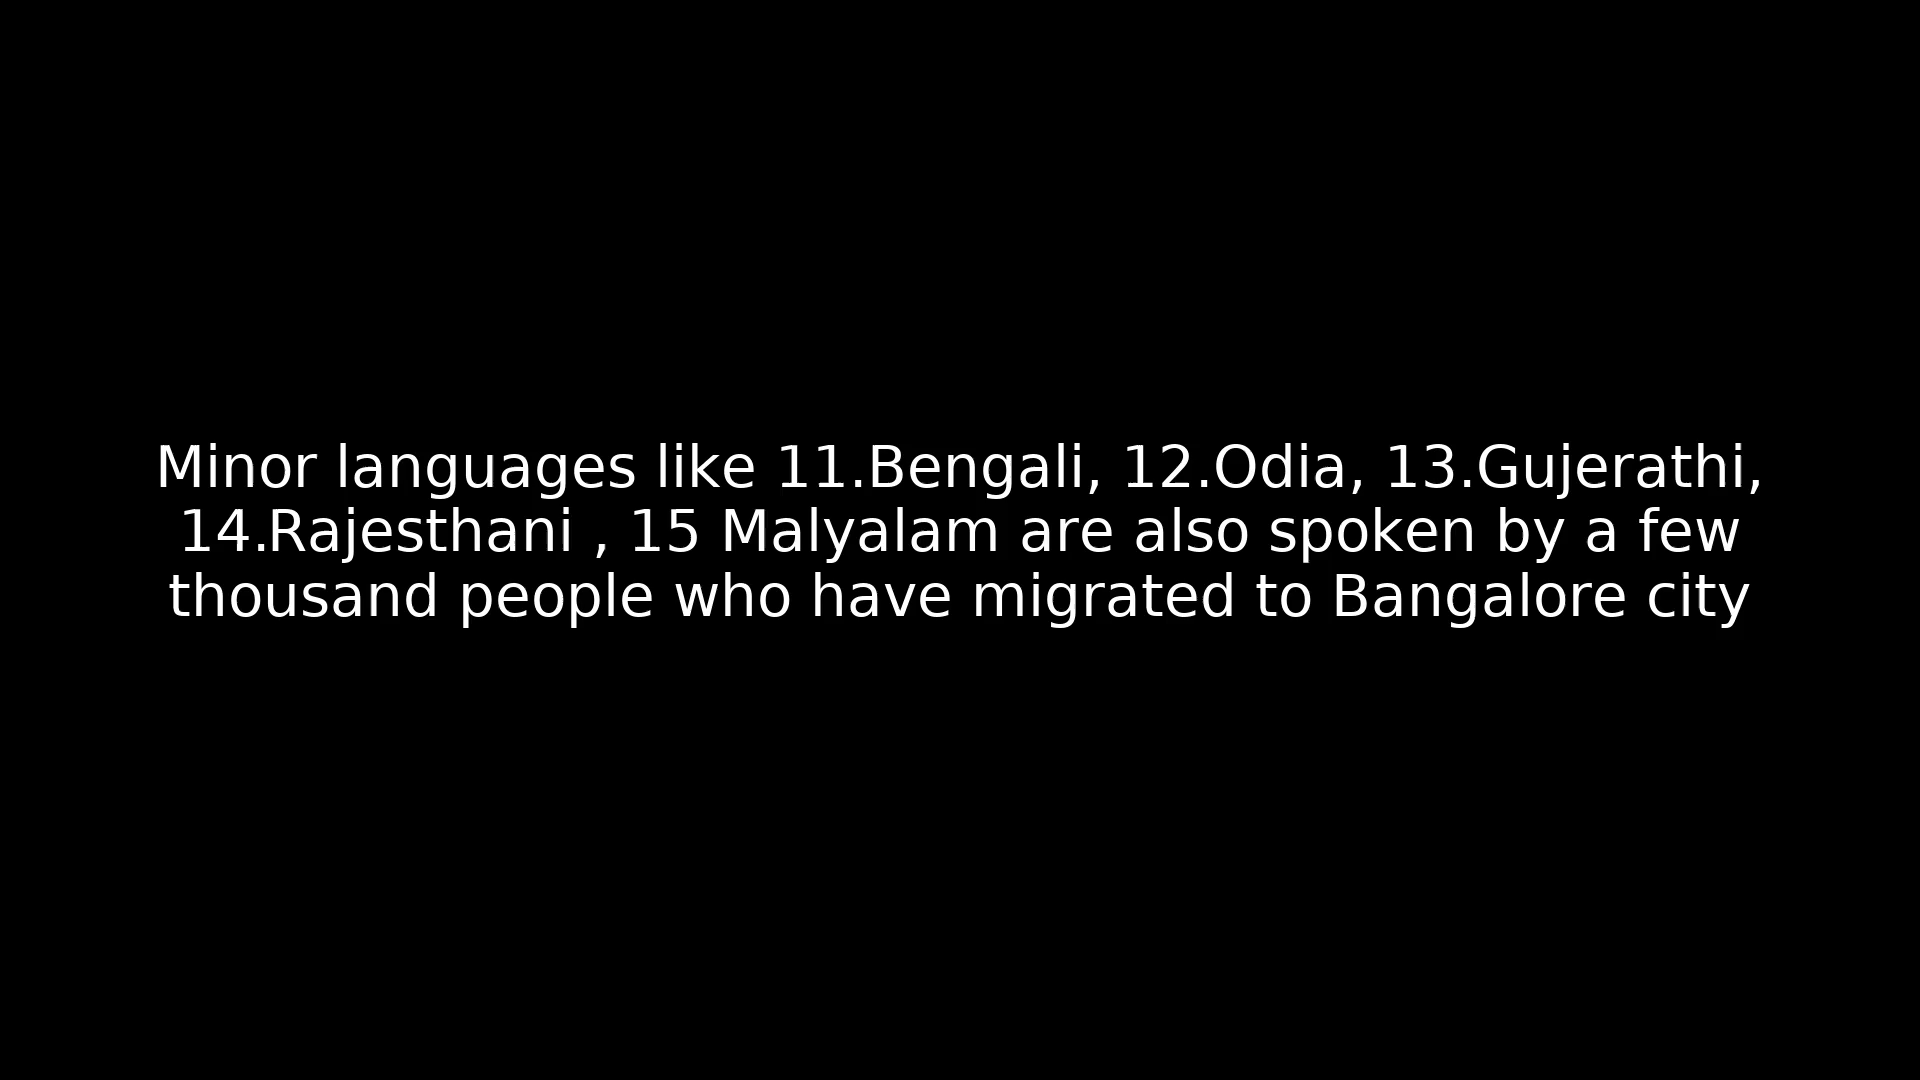 Minor languages like 11.Bengali, 12.Odia, 13.Gujerathi,
14.Rajesthani , 15 Malyalam are also spoken by a few
thousand people who have migrated to Bangalore city